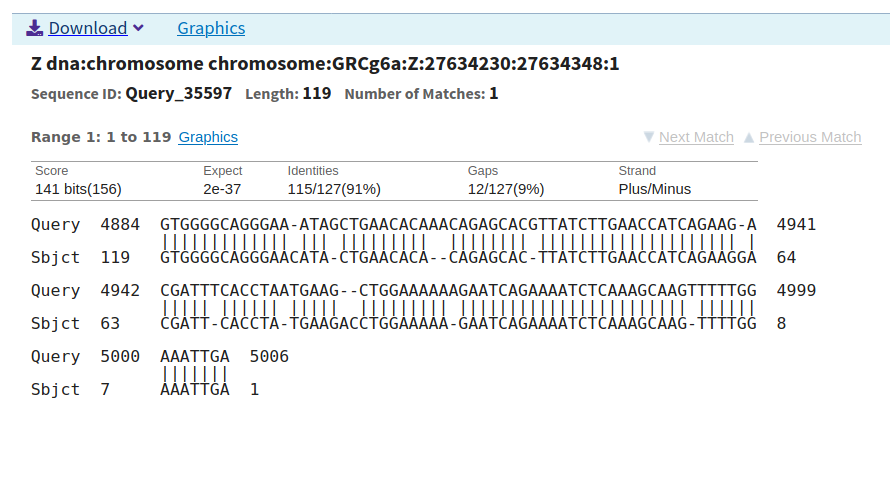 Download Graphics
Z dna:chromosome chromosome:GRCg6a:Z:27634230:27634348:1
Sequence ID: Query_35597 Length: 119 Number of Matches: 1
Range 1: 1 to 119 Graphics Next Match Previous Match
Score Expect Identities Gaps Strand
141 bits(156) 2e-37 115/127(91%) 12/127(9%) Plus/Minus
Query 4884 GTGGGGCAGGGAA-ATAGCTGAACACAAACAGAGCACGTTATCTTGAACCATCAGAAG-A 4941
Sbjct 119 GTGGGGCAGGGAACATA-CTGAACACA--CAGAGCAC-TTATCTTGAACCATCAGAAGGA 64
Query 4942 CGATTTCACCTAATGAAG--CTGGAAAAAAGAATCAGAAAATCTCAAAGCAAGTTTTTGG 4999
Sbjct 63 CGATT-CACCTA-TGAAGACCTGGAAAAA-GAATCAGAAAATCTCAAAGCAAG-TTTTGG 8
Query 5000 AAATTGA 5006
Sbjct 7 AAATTGA 1